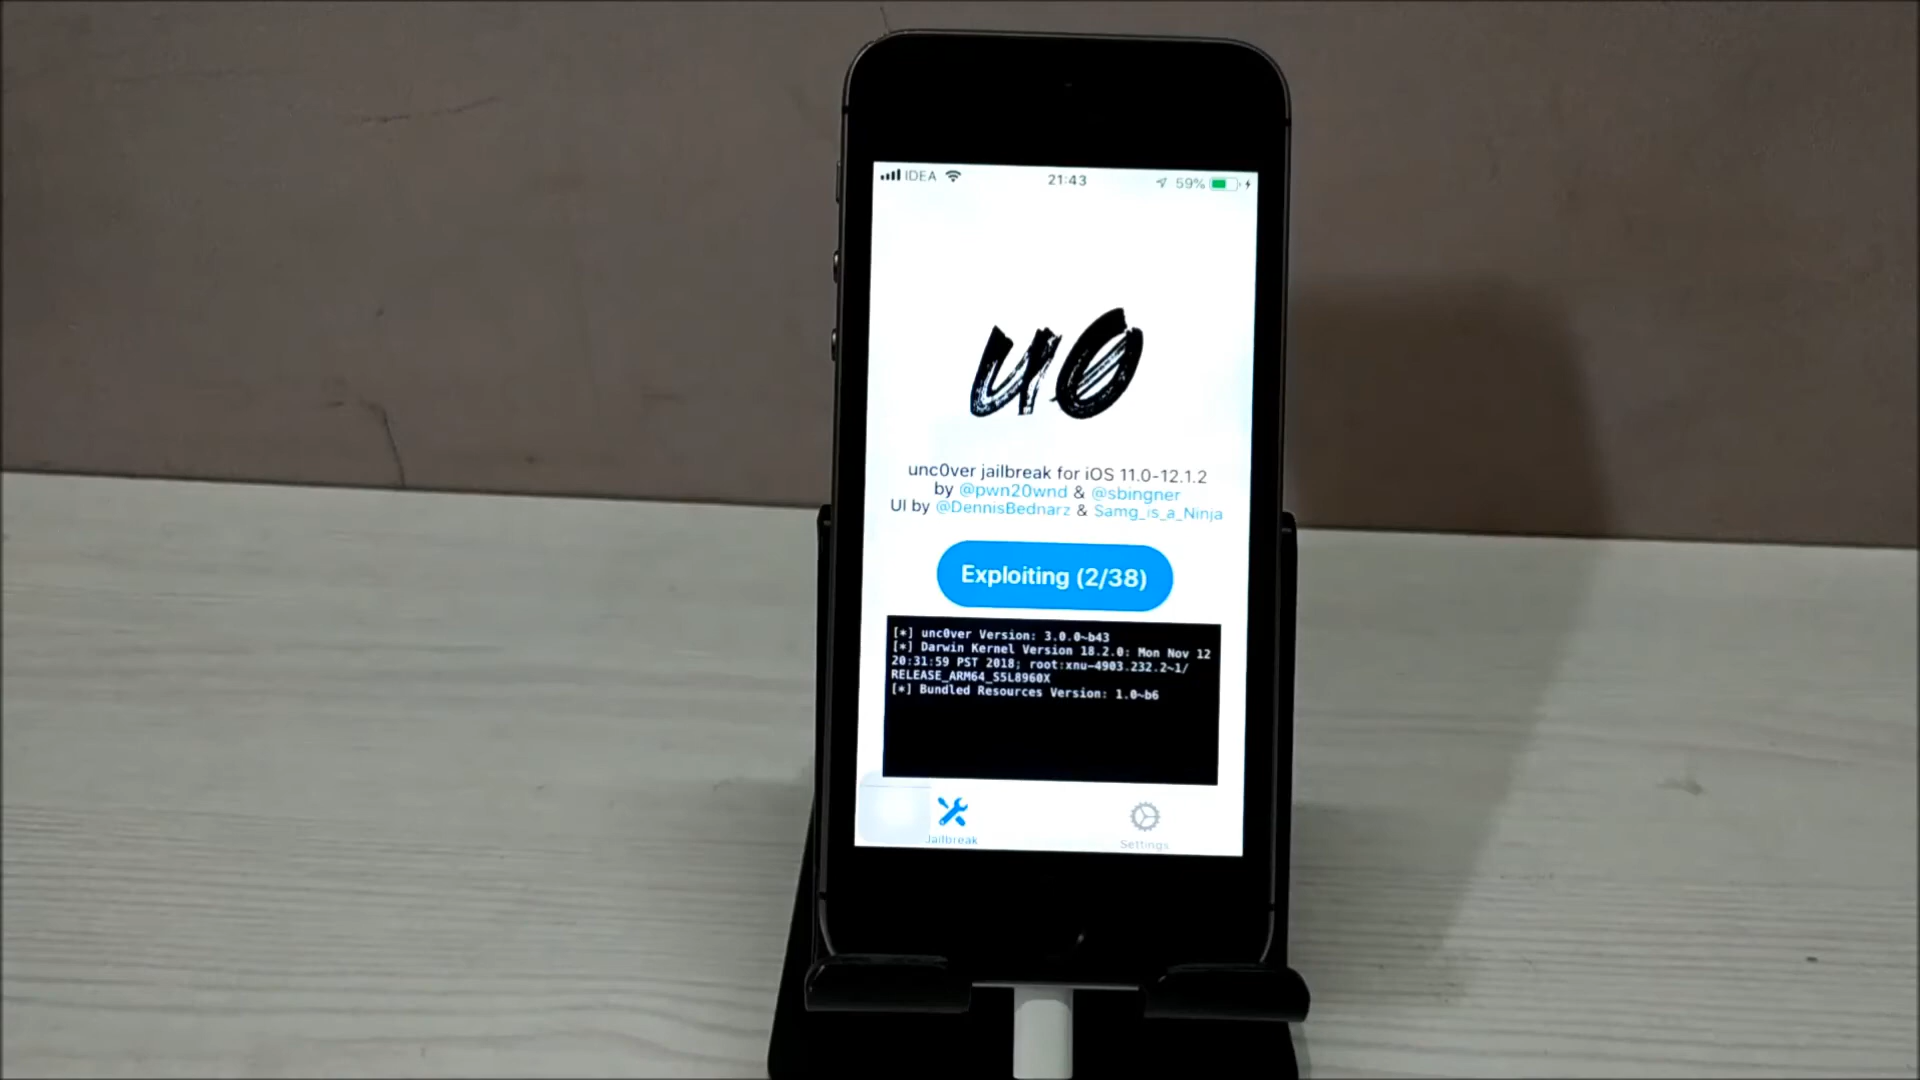 IDEA 21:43 59%
u0
unc0ver jailbreak for iOS 11.0-12.1.2
by @pwn20wnd & @sbingner
UI by @DennisBednarz & Samg_is_a_Ninja
Exploiting (2/38)
[*] unc0ver Version: 3.0.0~b43
[*] Darwin Kernel Version 18.2.0: Mon Nov 12
20:31:59 PST 2018; root:xnu-4903.232.2~1/
RELEASE_ARM64_S5L8960X
[*] Bundled Resources Version: 1.0~b6
Jailbreak Settings